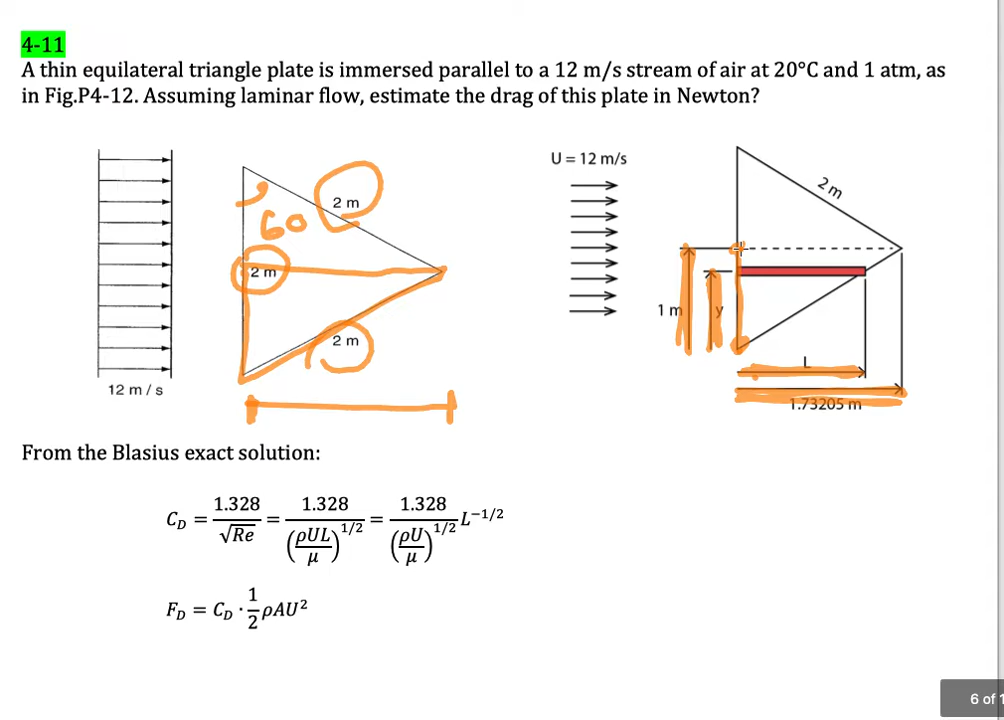 4-11
A thin equilateral triangle plate is immersed parallel to a 12 m/s stream of air at 20°C and 1 atm, as
in Fig.P4-12. Assuming laminar flow, estimate the drag of this plate in Newton?
U = 12 m/s
2 m
2 m
60
2 m
1 m
y
2 m
L
12 m / s
1.73205 m
From the Blasius exact solution:
C_D = 1.328/√Re = 1.328/(ρUL/μ)^1/2 = 1.328/(ρU/μ)^1/2 L^−1/2
F_D = C_D · 1/2 ρAU²
6 of 1